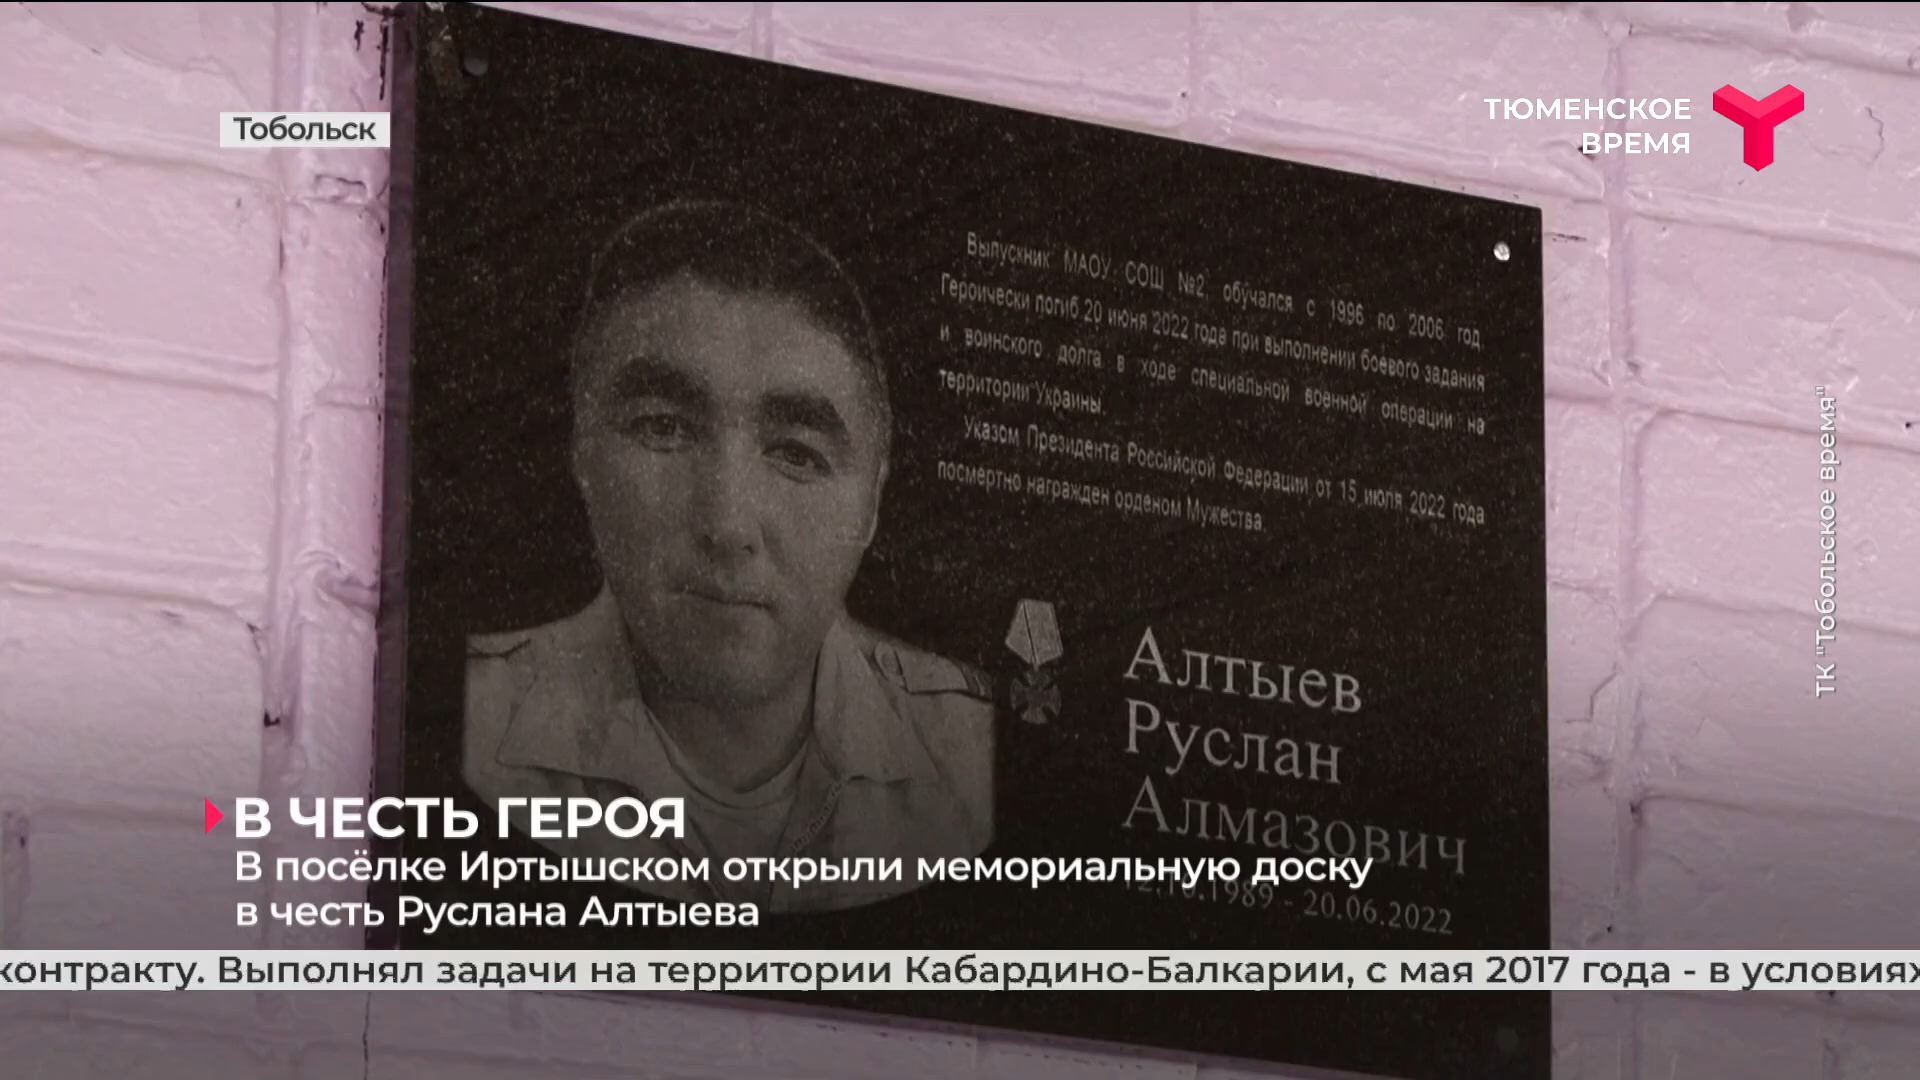 Тобольск
ТЮМЕНСКОЕ
ВРЕМЯ
Выпускник МАОУ СОШ №2, обучался с 1996 по 2006 год.
Героически погиб 20 июня 2022 года при выполнении боевого задания
и воинского долга в ходе специальной военной операции на
территории Украины.
Указом Президента Российской Федерации от 15 июля 2022 года
посмертно награжден орденом Мужества.
Алтыев
Руслан
Алмазович
12.10.1989 - 20.06.2022
ТК "Тобольское время"
В ЧЕСТЬ ГЕРОЯ
В посёлке Иртышском открыли мемориальную доску
в честь Руслана Алтыева
контракту. Выполнял задачи на территории Кабардино-Балкарии, с мая 2017 года - в условиях